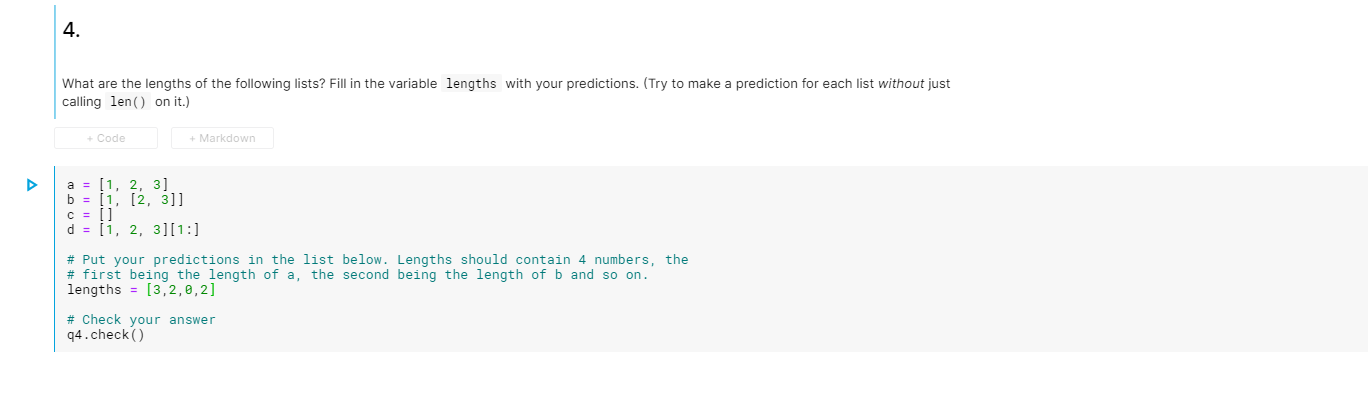 4.
What are the lengths of the following lists? Fill in the variable lengths with your predictions. (Try to make a prediction for each list without just
calling len() on it.)
+ Code + Markdown
a = [1, 2, 3]
b = [1, [2, 3]]
c = []
d = [1, 2, 3][1:]
# Put your predictions in the list below. Lengths should contain 4 numbers, the
# first being the length of a, the second being the length of b and so on.
lengths = [3,2,0,2]
# Check your answer
q4.check()